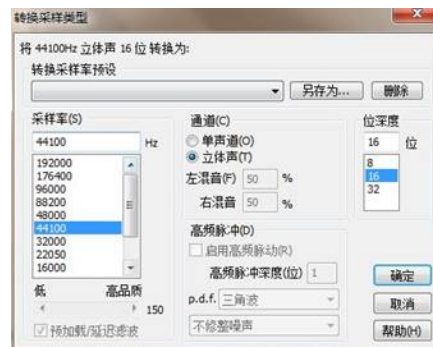 转换采样类型
将 44100Hz 立体声 16 位 转换为:
转换采样率预设
另存为... 删除
采样率(S)
44100 Hz
192000
176400
96000
88200
48000
44100
32000
22050
16000
低 高品质
150
预加载/延迟滤波
通道(C)
单声道(O)
立体声(T)
左混音(F) 50 %
右混音 50 %
高频脉冲(D)
启用高频脉动(R)
高频脉冲深度(位) 1
p.d.f. 三角波
不修整噪声
位深度
16 位
8
16
32
确定
取消
帮助(H)